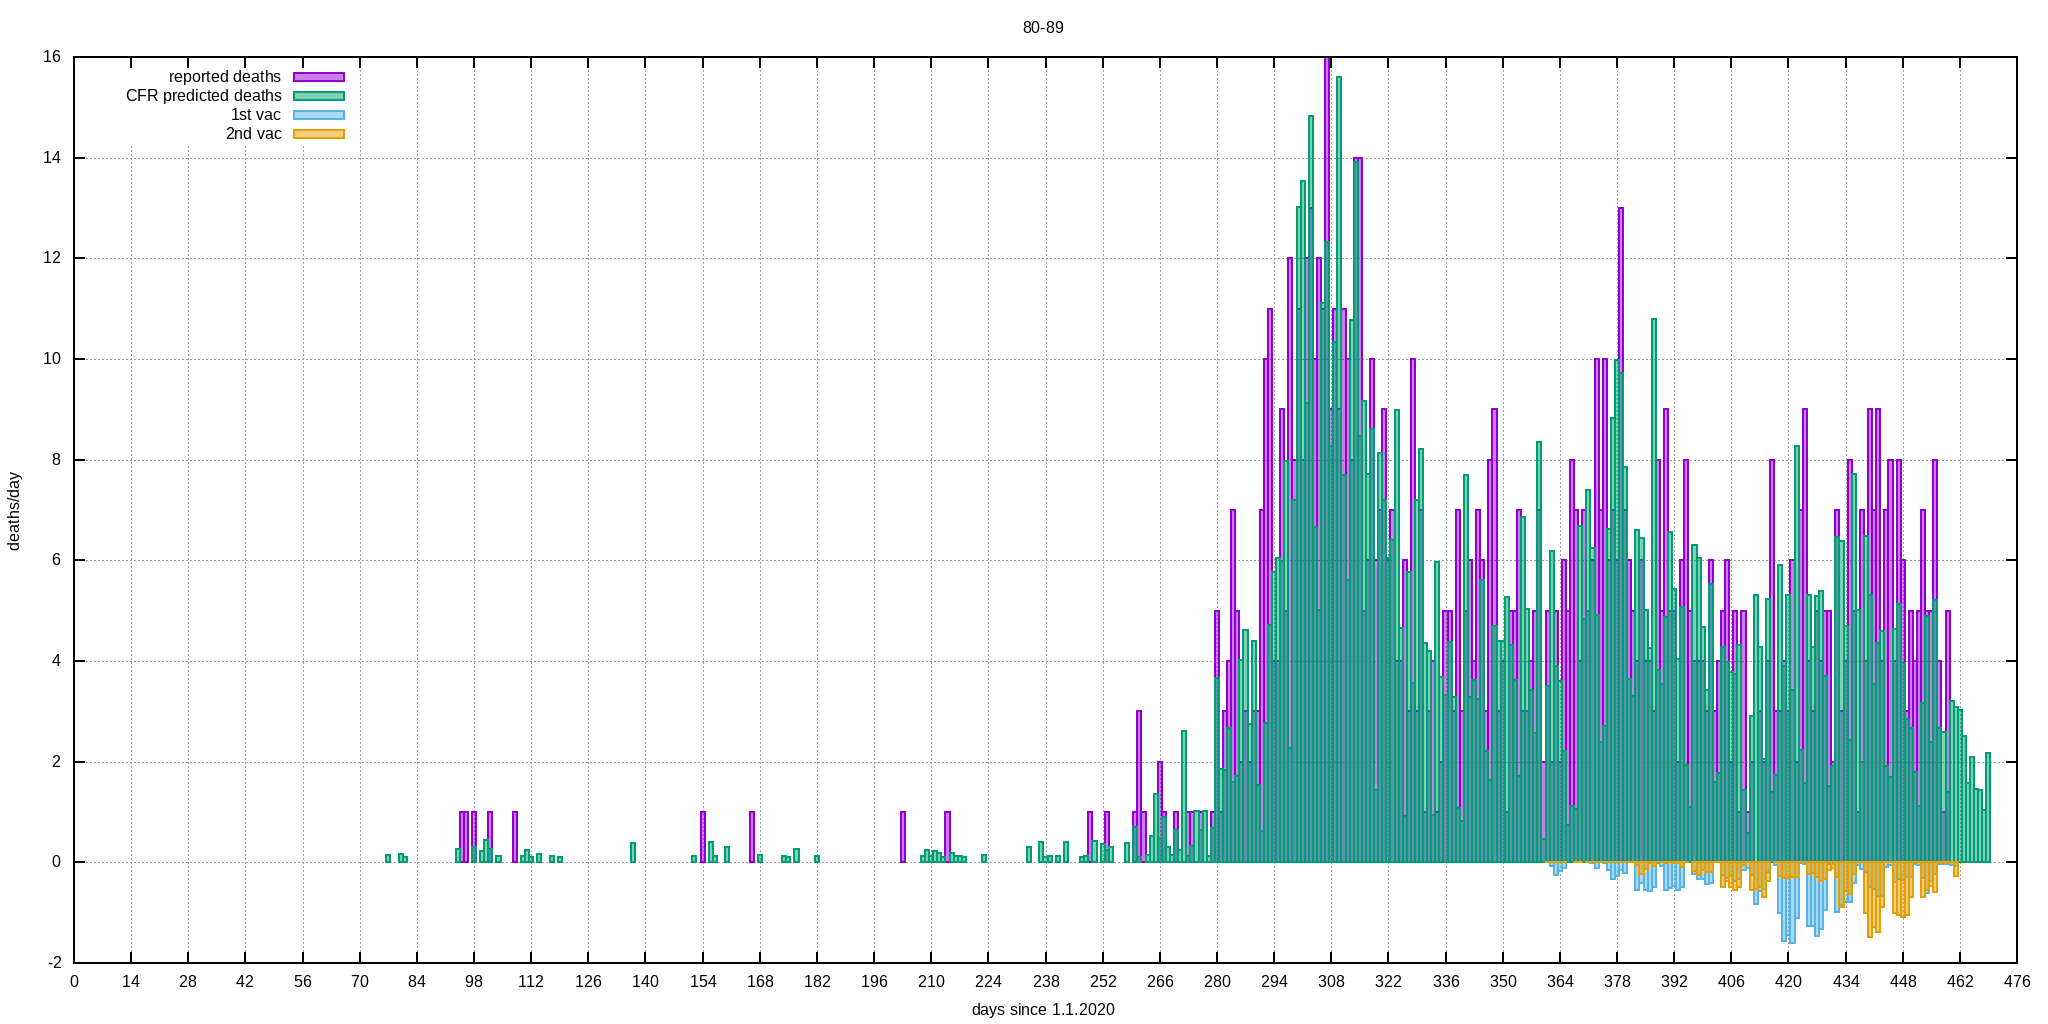 80-89
reported deaths
CFR predicted deaths
1st vac
2nd vac
16
14
12
10
8
6
4
2
0
-2
deaths/day
0 14 28 42 56 70 84 98 112 126 140 154 168 182 196 210 224 238 252 266 280 294 308 322 336 350 364 378 392 406 420 434 448 462 476
days since 1.1.2020